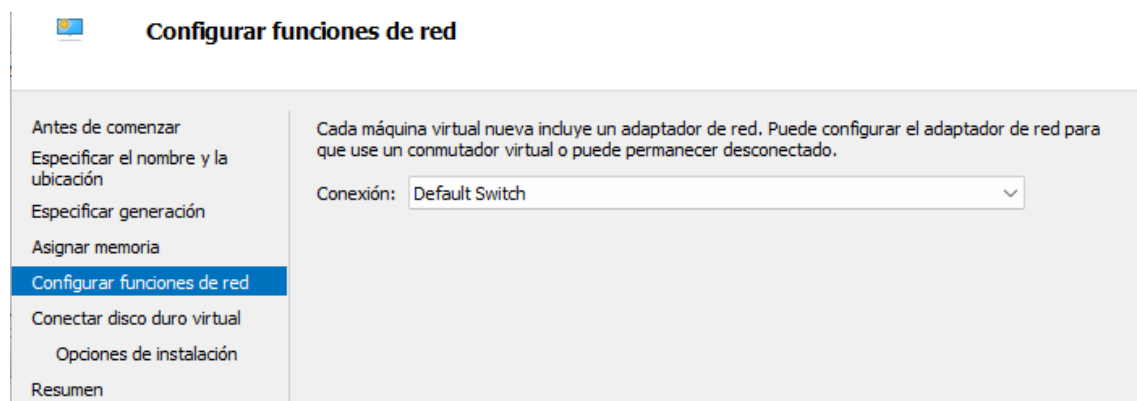 Configurar funciones de red
Antes de comenzar
Especificar el nombre y la
ubicación
Especificar generación
Asignar memoria
Configurar funciones de red
Conectar disco duro virtual
Opciones de instalación
Resumen
Cada máquina virtual nueva incluye un adaptador de red. Puede configurar el adaptador de red para
que use un conmutador virtual o puede permanecer desconectado.
Conexión: Default Switch